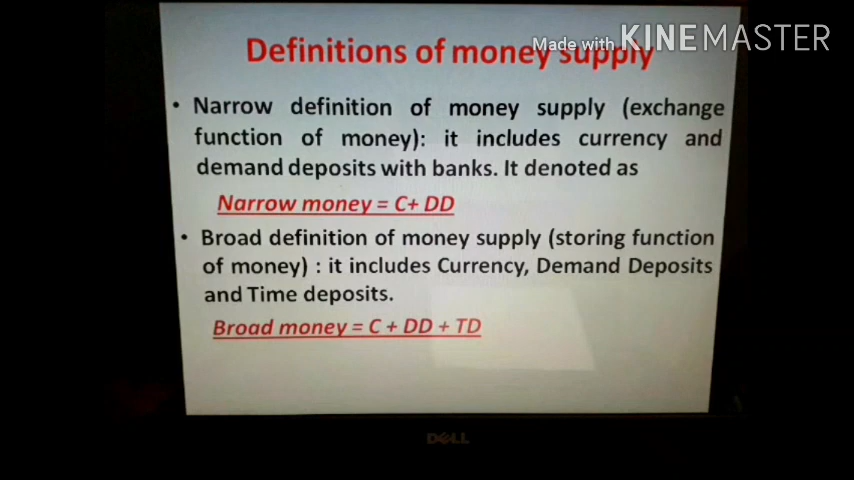 Made with KINEMASTER
Definitions of money supply
• Narrow definition of money supply (exchange
function of money): it includes currency and
demand deposits with banks. It denoted as
Narrow money = C+ DD
• Broad definition of money supply (storing function
of money) : it includes Currency, Demand Deposits
and Time deposits.
Broad money = C + DD + TD
DELL